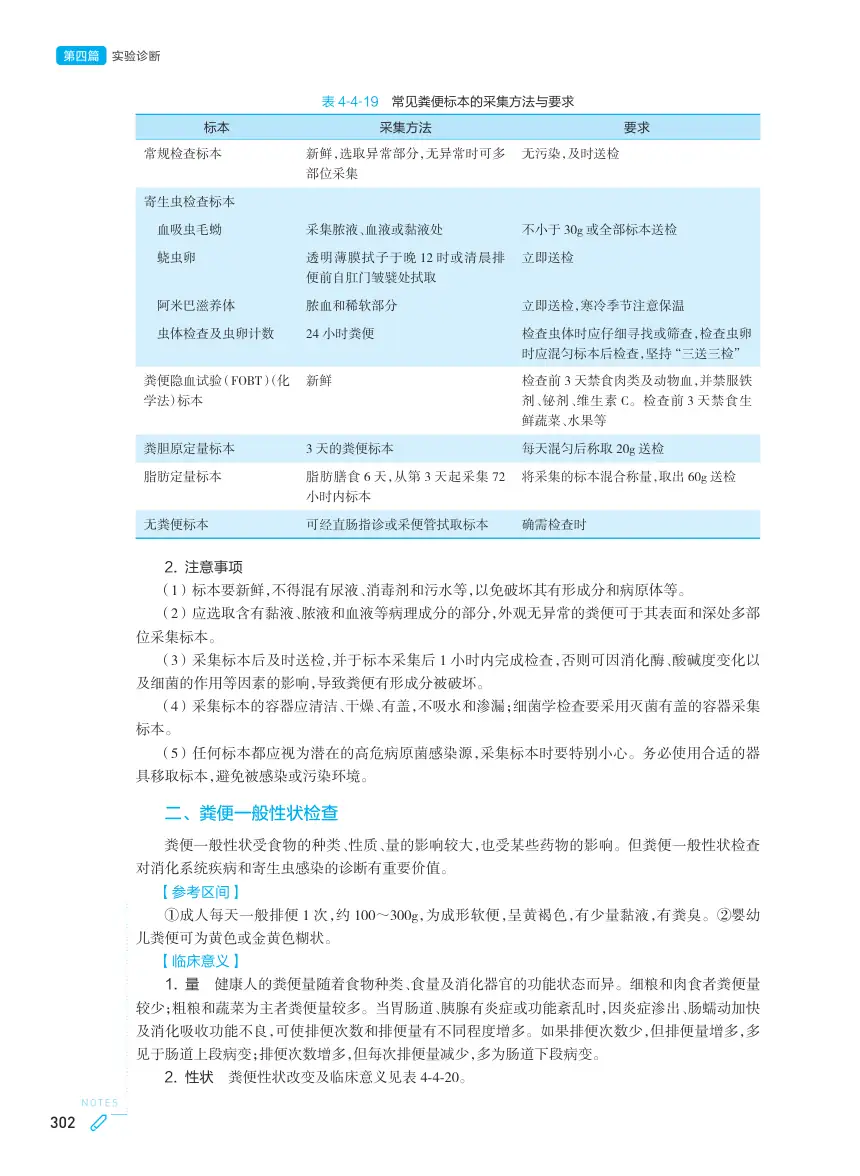 第四篇 实验诊断
表 4-4-19 常见粪便标本的采集方法与要求
标本 采集方法 要求
常规检查标本 新鲜,选取异常部分,无异常时可多 无污染,及时送检
部位采集
寄生虫检查标本
血吸虫毛蚴 采集脓液、血液或黏液处 不小于 30g 或全部标本送检
蛲虫卵 透明薄膜拭子于晚 12 时或清晨排 立即送检
便前自肛门皱襞处拭取
阿米巴滋养体 脓血和稀软部分 立即送检,寒冷季节注意保温
虫体检查及虫卵计数 24 小时粪便 检查虫体时应仔细寻找或筛查,检查虫卵
时应混匀标本后检查,坚持“三送三检”
粪便隐血试验(FOBT)(化 新鲜 检查前 3 天禁食肉类及动物血,并禁服铁
学法)标本 剂、铋剂、维生素 C。检查前 3 天禁食生
鲜蔬菜、水果等
粪胆原定量标本 3 天的粪便标本 每天混匀后称取 20g 送检
脂肪定量标本 脂肪膳食 6 天,从第 3 天起采集 72 将采集的标本混合称量,取出 60g 送检
小时内标本
无粪便标本 可经直肠指诊或采便管拭取标本 确需检查时
2. 注意事项
(1)标本要新鲜,不得混有尿液、消毒剂和污水等,以免破坏其有形成分和病原体等。
(2)应选取含有黏液、脓液和血液等病理成分的部分,外观无异常的粪便可于其表面和深处多部
位采集标本。
(3)采集标本后及时送检,并于标本采集后 1 小时内完成检查,否则可因消化酶、酸碱度变化以
及细菌的作用等因素的影响,导致粪便有形成分被破坏。
(4)采集标本的容器应清洁、干燥、有盖,不吸水和渗漏;细菌学检查要采用灭菌有盖的容器采集
标本。
(5)任何标本都应视为潜在的高危病原菌感染源,采集标本时要特别小心。务必使用合适的器
具移取标本,避免被感染或污染环境。
二、粪便一般性状检查
粪便一般性状受食物的种类、性质、量的影响较大,也受某些药物的影响。但粪便一般性状检查
对消化系统疾病和寄生虫感染的诊断有重要价值。
【参考区间】
①成人每天一般排便 1 次,约 100~300g,为成形软便,呈黄褐色,有少量黏液,有粪臭。②婴幼
儿粪便可为黄色或金黄色糊状。
【临床意义】
1. 量 健康人的粪便量随着食物种类、食量及消化器官的功能状态而异。细粮和肉食者粪便量
较少;粗粮和蔬菜为主者粪便量较多。当胃肠道、胰腺有炎症或功能紊乱时,因炎症渗出、肠蠕动加快
及消化吸收功能不良,可使排便次数和排便量有不同程度增多。如果排便次数少,但排便量增多,多
见于肠道上段病变;排便次数增多,但每次排便量减少,多为肠道下段病变。
2. 性状 粪便性状改变及临床意义见表 4-4-20。
NOTES
302